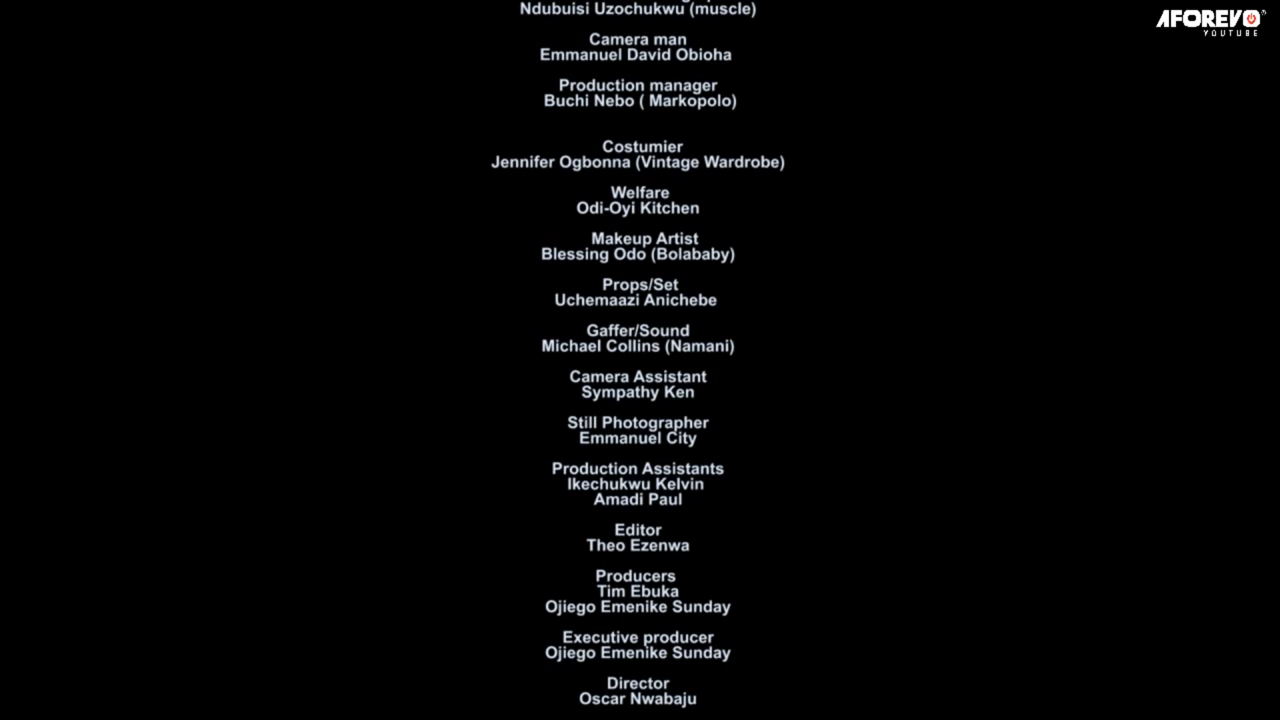 Ndubuisi Uzochukwu (muscle)
AFOREVO
YOUTUBE
Camera man
Emmanuel David Obioha
Production manager
Buchi Nebo ( Markopolo)
Costumier
Jennifer Ogbonna (Vintage Wardrobe)
Welfare
Odi-Oyi Kitchen
Makeup Artist
Blessing Odo (Bolababy)
Props/Set
Uchemaazi Anichebe
Gaffer/Sound
Michael Collins (Namani)
Camera Assistant
Sympathy Ken
Still Photographer
Emmanuel City
Production Assistants
Ikechukwu Kelvin
Amadi Paul
Editor
Theo Ezenwa
Producers
Tim Ebuka
Ojiego Emenike Sunday
Executive producer
Ojiego Emenike Sunday
Director
Oscar Nwabaju